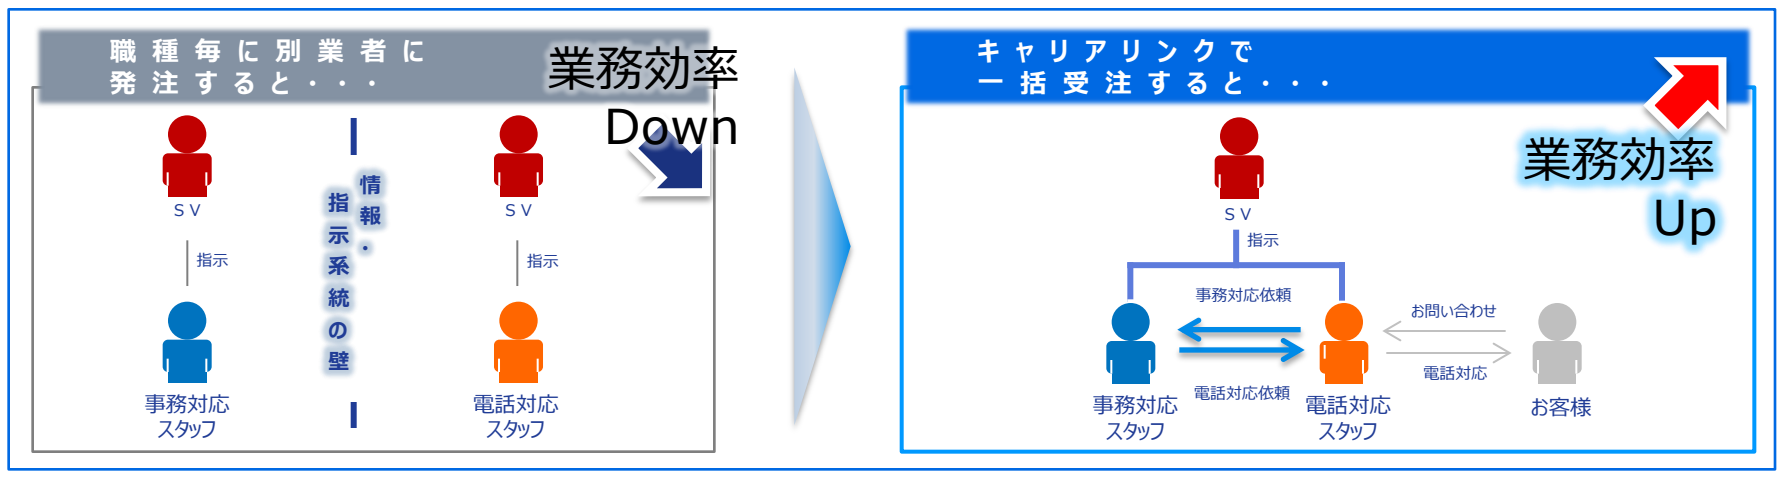 職種毎に別業者に
発注すると・・・
業務効率
Down
ＳＶ
指示
事務対応
スタッフ
情報・
指示系統の壁
ＳＶ
指示
電話対応
スタッフ
キャリアリンクで
一括受注すると・・・
業務効率
Up
ＳＶ
指示
事務対応依頼
電話対応依頼
事務対応
スタッフ
電話対応
スタッフ
お問い合わせ
電話対応
お客様